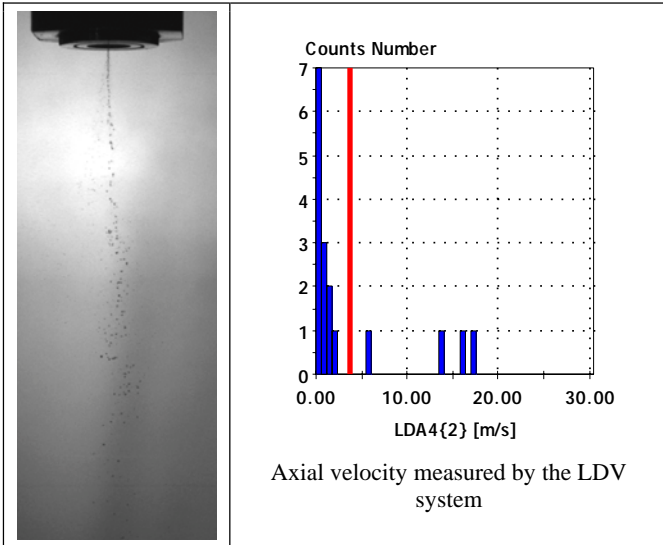 Counts Number
7
6
5
4
3
2
1
0
0.00 10.00 20.00 30.00
LDA4{2} [m/s]
Axial velocity measured by the LDV
system